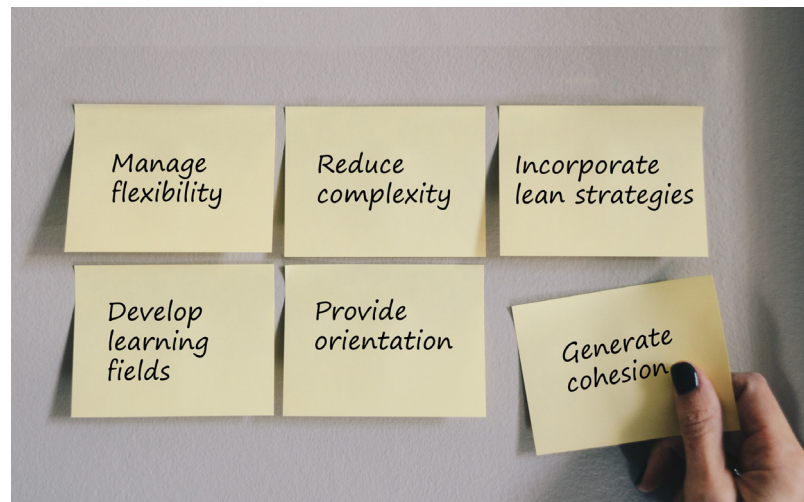 Manage
flexibility
Reduce
complexity
Incorporate
lean strategies
Develop
learning
fields
Provide
orientation
Generate
cohesion